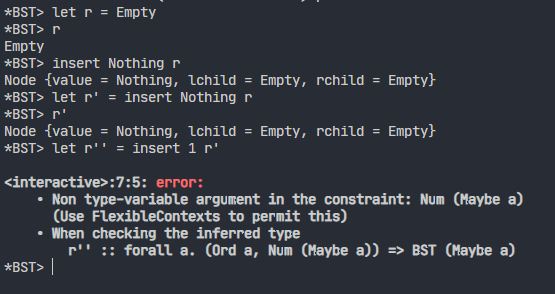 *BST> let r = Empty
*BST> r
Empty
*BST> insert Nothing r
Node {value = Nothing, lchild = Empty, rchild = Empty}
*BST> let r' = insert Nothing r
*BST> r'
Node {value = Nothing, lchild = Empty, rchild = Empty}
*BST> let r'' = insert 1 r'
<interactive>:7:5: error:
• Non type-variable argument in the constraint: Num (Maybe a)
(Use FlexibleContexts to permit this)
• When checking the inferred type
r'' :: forall a. (Ord a, Num (Maybe a)) => BST (Maybe a)
*BST>